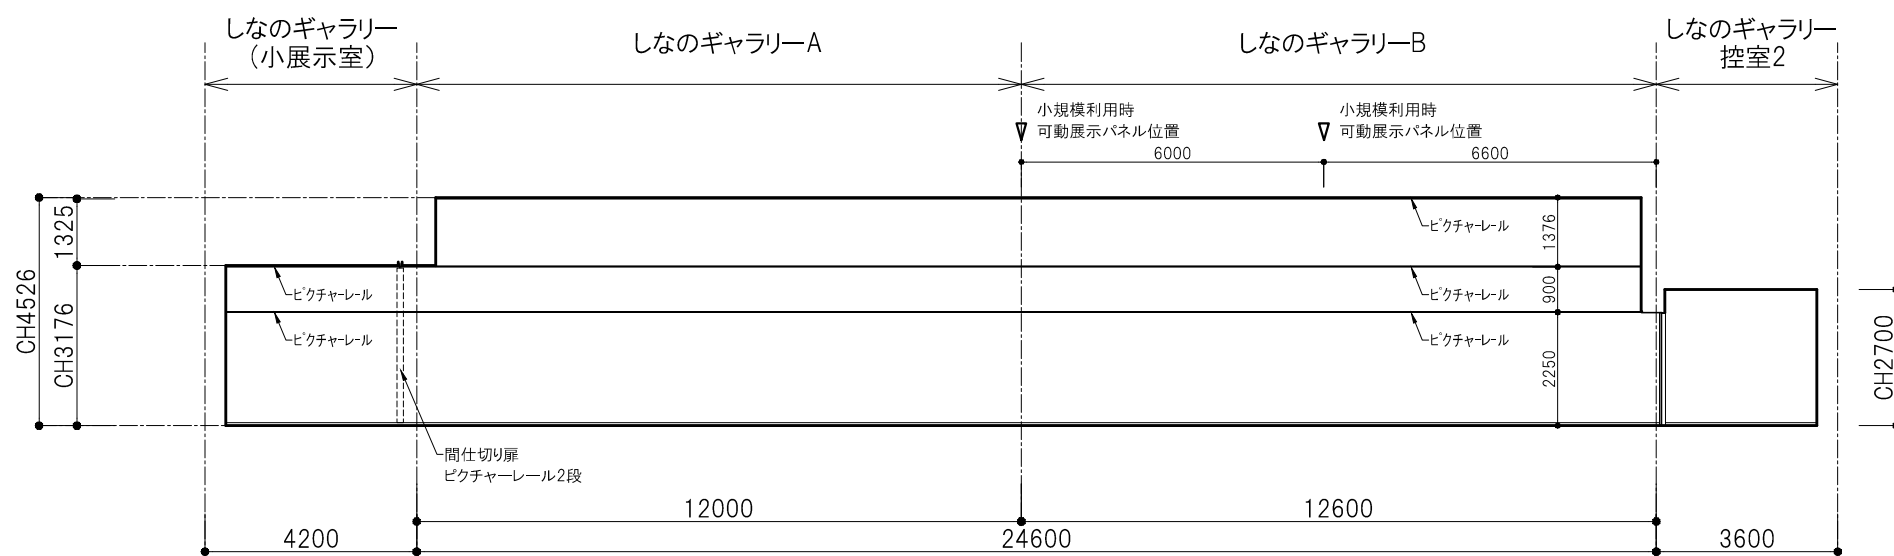 しなのギャラリー
（小展示室）
しなのギャラリーA
しなのギャラリーB
しなのギャラリー
控室2
小規模利用時
可動展示パネル位置
小規模利用時
可動展示パネル位置
6000
6600
CH4526
1325
CH3176
ピクチャーレール
ピクチャーレール
ピクチャーレール
ピクチャーレール
ピクチャーレール
1376
900
2250
CH2700
間仕切り扉
ピクチャーレール2段
12000
12600
4200
24600
3600